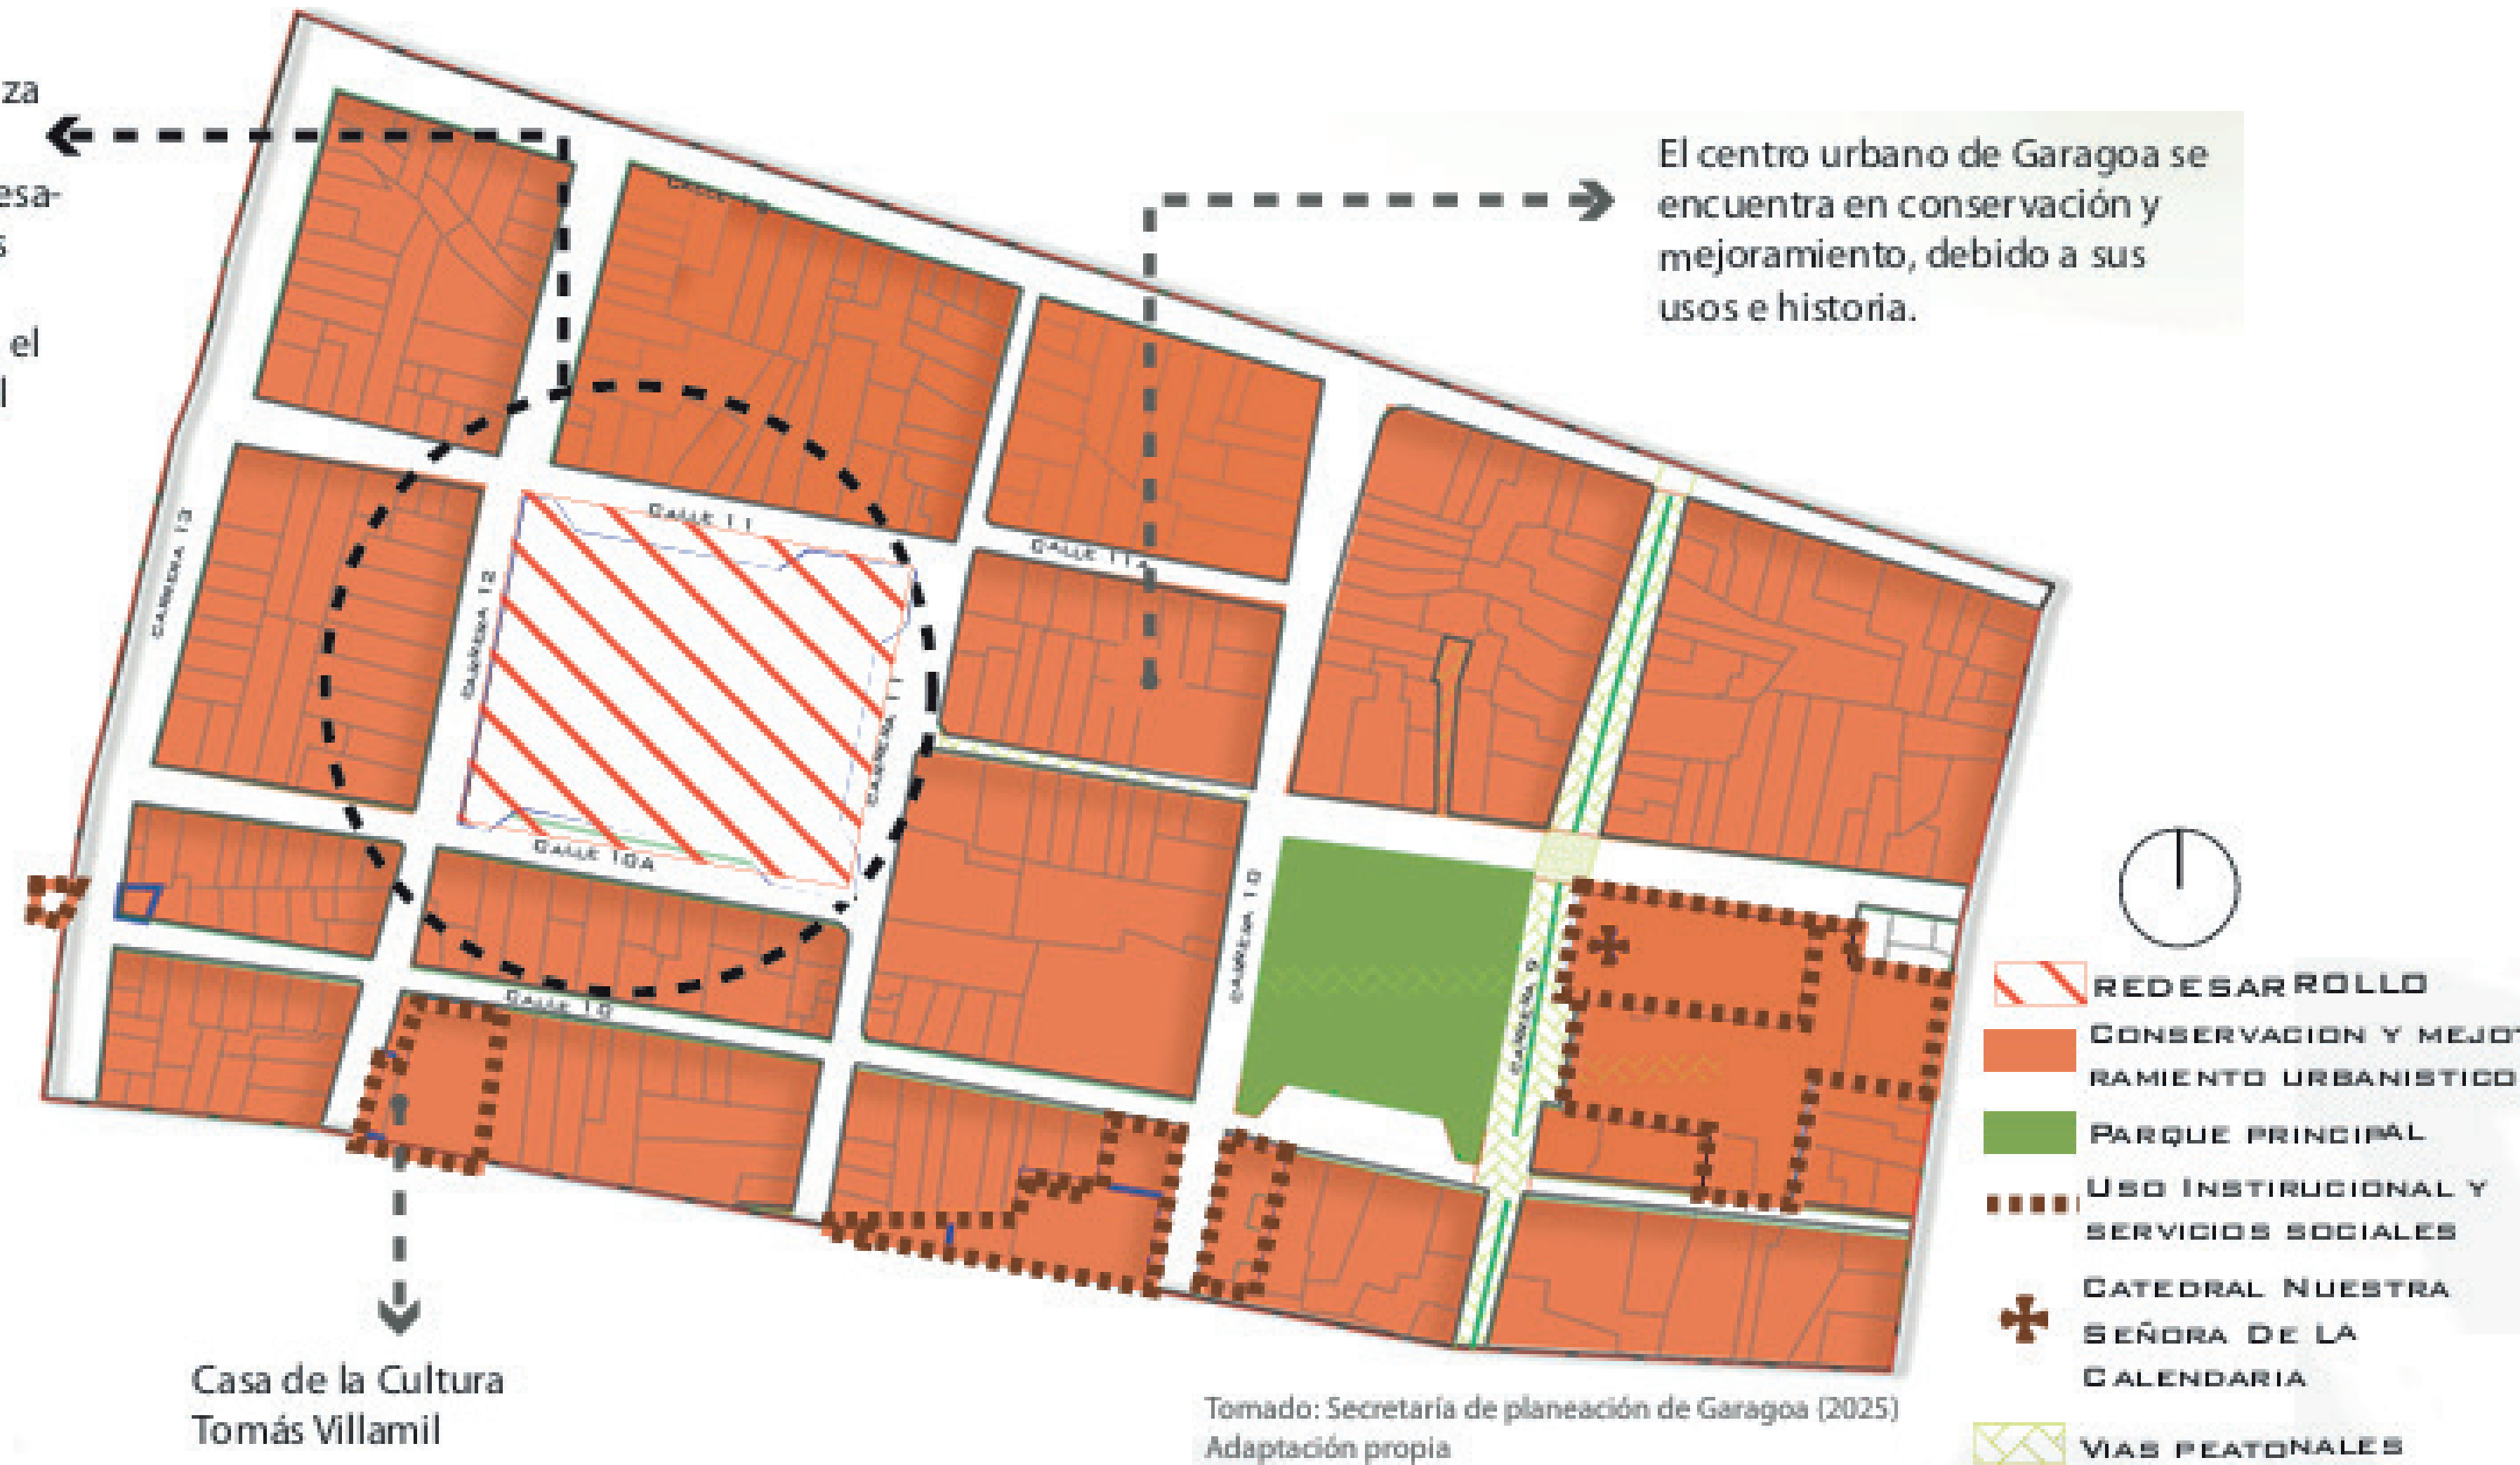 za
esa-
s
el
l
El centro urbano de Garagoa se
encuentra en conservación y
mejoramiento, debido a sus
usos e historia.
CALLE 11
CALLE 11A
CARRERA 13
CARRERA 12
CARRERA 11
CALLE 10A
CARRERA 10
CARRERA 9
CALLE 10
REDESARROLLO
CONSERVACION Y MEJO-
RAMIENTO URBANISTICO
PARQUE PRINCIPAL
USO INSTIRUCIONAL Y
SERVICIOS SOCIALES
CATEDRAL NUESTRA
SEÑORA DE LA
CALENDARIA
VIAS PEATONALES
Casa de la Cultura
Tomás Villamil
Tomado: Secretaría de planeación de Garagoa (2025)
Adaptación propia